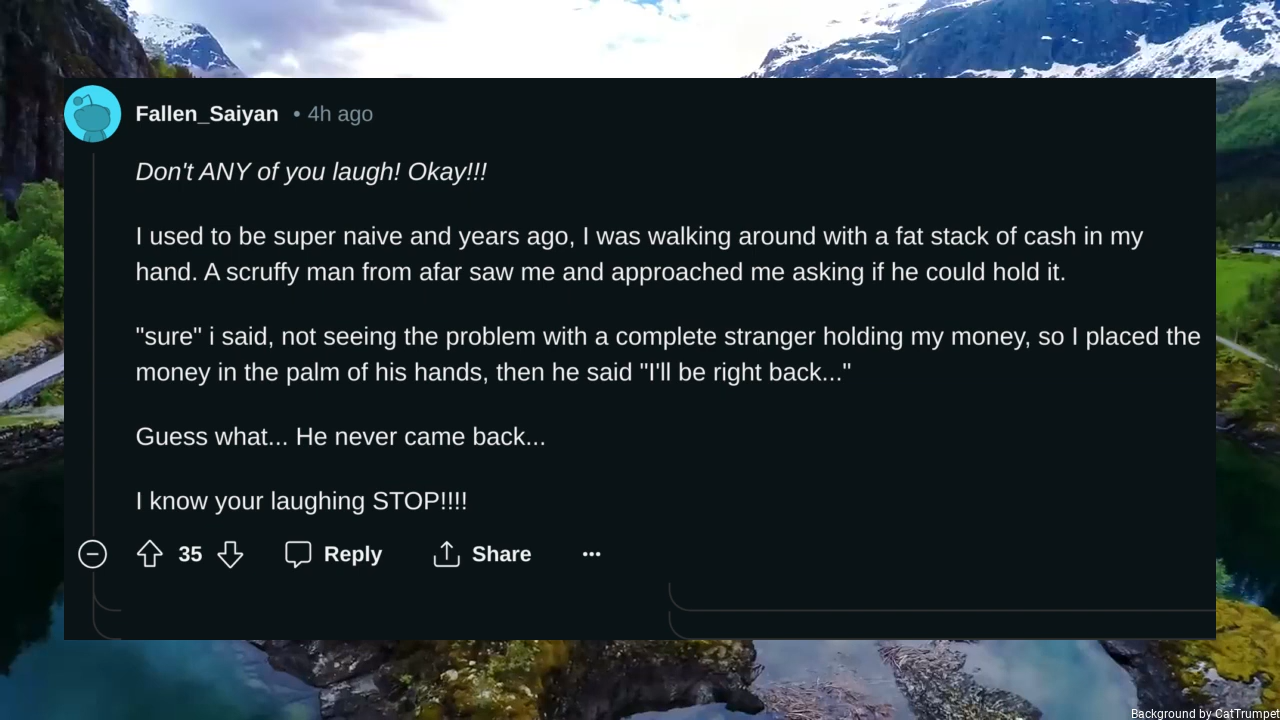 Fallen_Saiyan • 4h ago
Don't ANY of you laugh! Okay!!!
I used to be super naive and years ago, I was walking around with a fat stack of cash in my
hand. A scruffy man from afar saw me and approached me asking if he could hold it.
"sure" i said, not seeing the problem with a complete stranger holding my money, so I placed the
money in the palm of his hands, then he said "I'll be right back..."
Guess what... He never came back...
I know your laughing STOP!!!!
35 Reply Share ...
Background by CatTrumpet